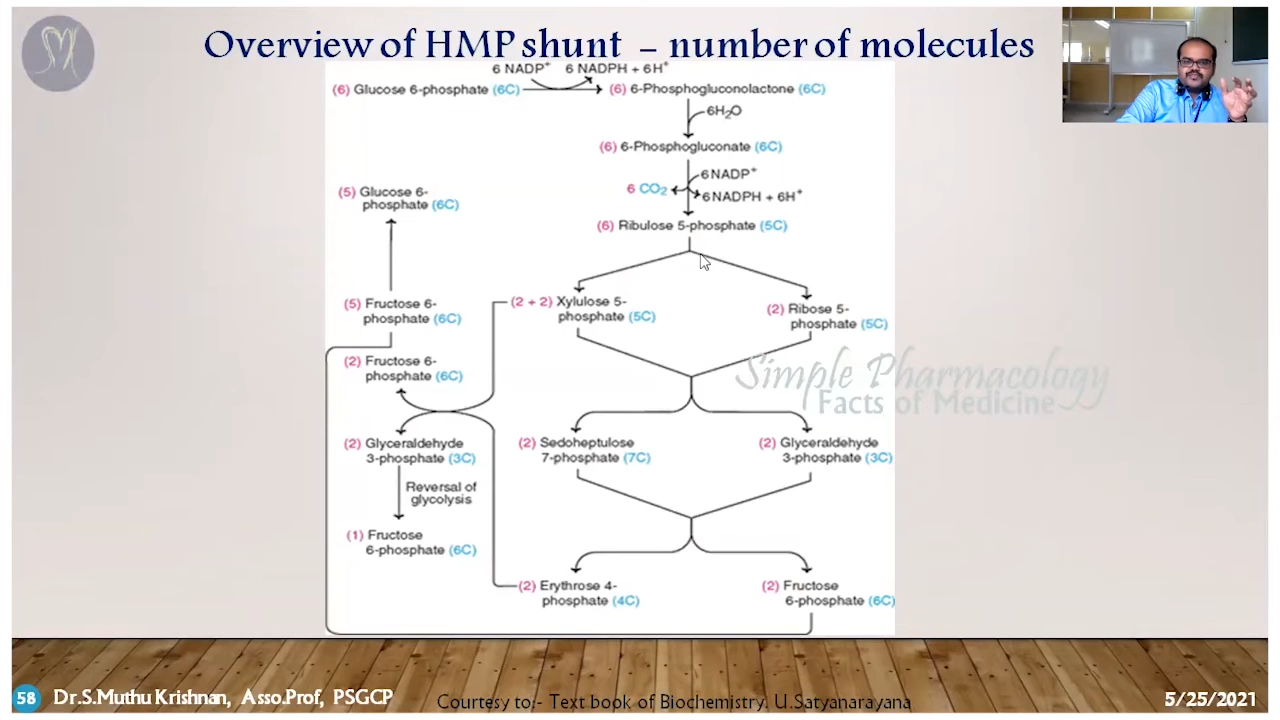 Overview of HMP shunt – number of molecules
6 NADP⁺ 6 NADPH + 6H⁺
(6) Glucose 6-phosphate (6C)
(6) 6-Phosphogluconolactone (6C)
6H₂O
(6) 6-Phosphogluconate (6C)
6 NADP⁺
6 CO₂
6 NADPH + 6H⁺
(6) Ribulose 5-phosphate (5C)
(5) Glucose 6-
phosphate (6C)
(5) Fructose 6-
phosphate (6C)
(2 + 2) Xylulose 5-
phosphate (5C)
(2) Ribose 5-
phosphate (5C)
(2) Fructose 6-
phosphate (6C)
Simple Pharmacology
Facts of Medicine
(2) Glyceraldehyde
3-phosphate (3C)
(2) Sedoheptulose
7-phosphate (7C)
(2) Glyceraldehyde
3-phosphate (3C)
Reversal of
glycolysis
(1) Fructose
6-phosphate (6C)
(2) Erythrose 4-
phosphate (4C)
(2) Fructose
6-phosphate (6C)
58 Dr.S.Muthu Krishnan, Asso.Prof, PSGCP
Courtesy to:- Text book of Biochemistry. U.Satyanarayana
5/25/2021